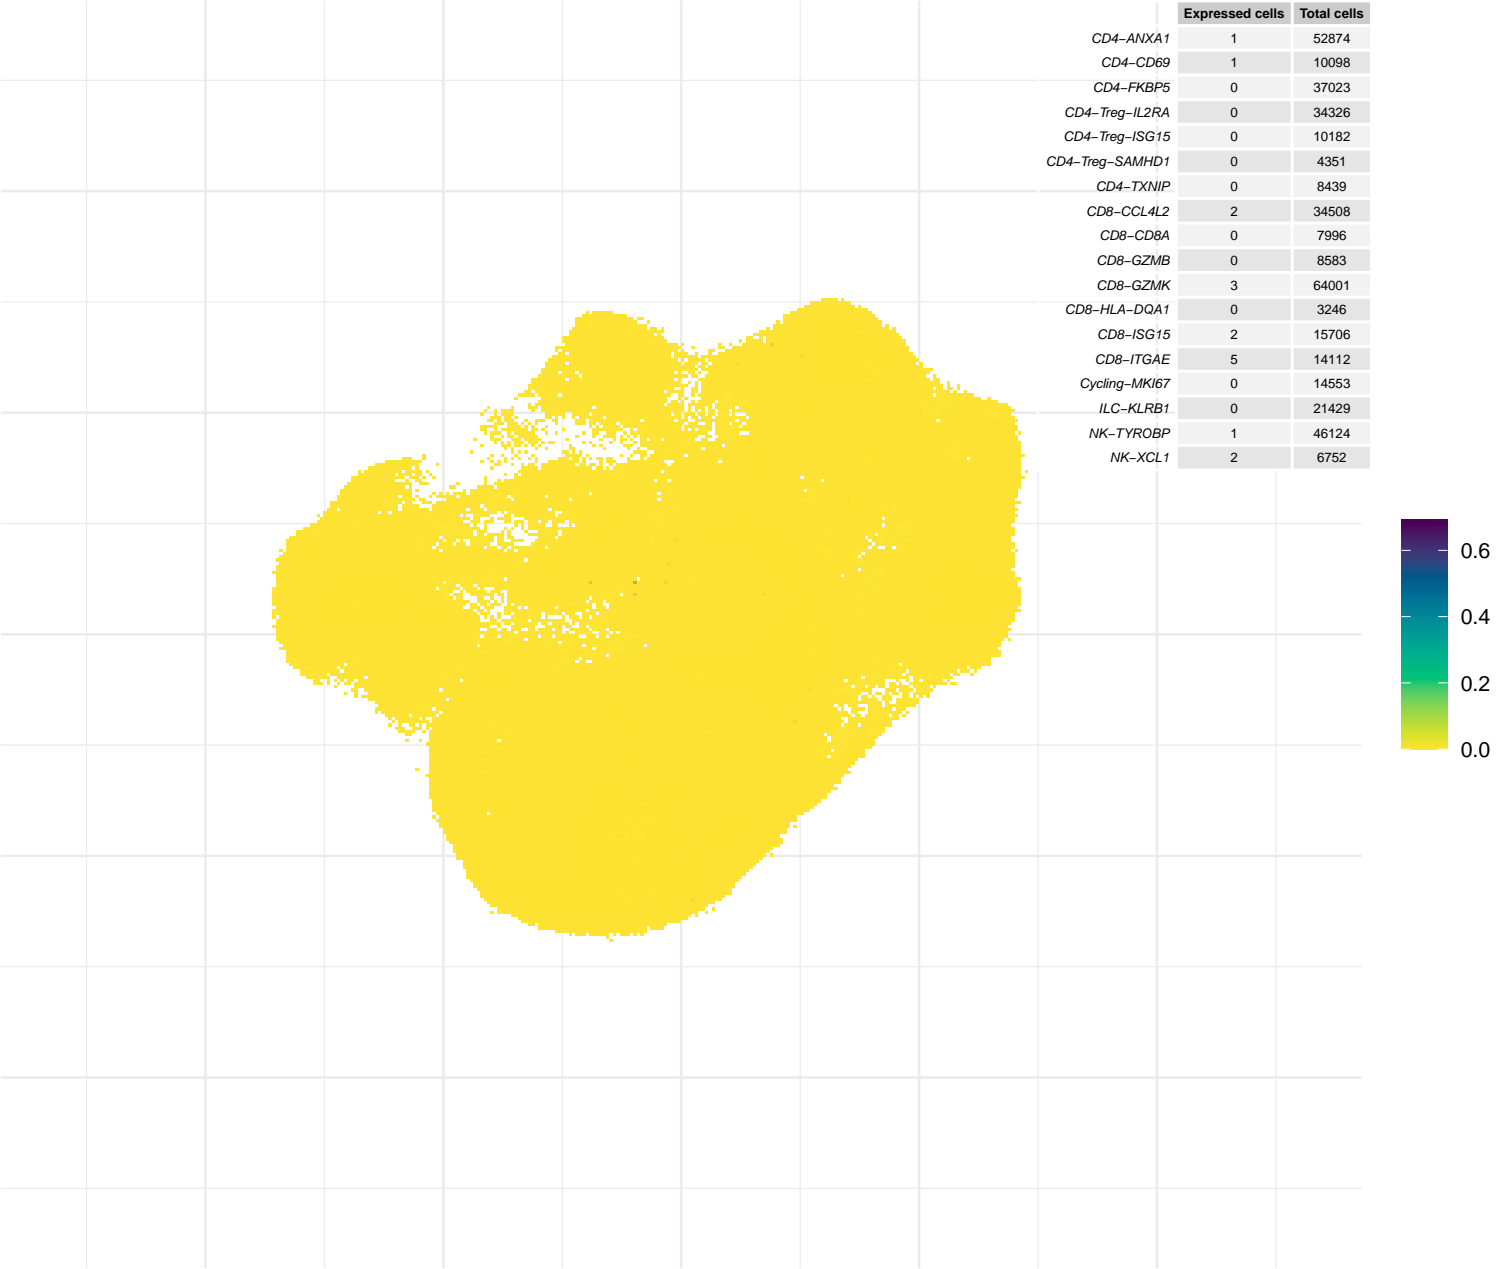 Expressed cells Total cells
CD4−ANXA1 1 52874
CD4−CD69 1 10098
CD4−FKBP5 0 37023
CD4−Treg−IL2RA 0 34326
CD4−Treg−ISG15 0 10182
CD4−Treg−SAMHD1 0 4351
CD4−TXNIP 0 8439
CD8−CCL4L2 2 34508
CD8−CD8A 0 7996
CD8−GZMB 0 8583
CD8−GZMK 3 64001
CD8−HLA−DQA1 0 3246
CD8−ISG15 2 15706
CD8−ITGAE 5 14112
Cycling−MKI67 0 14553
ILC−KLRB1 0 21429
NK−TYROBP 1 46124
NK−XCL1 2 6752
0.6
0.4
0.2
0.0